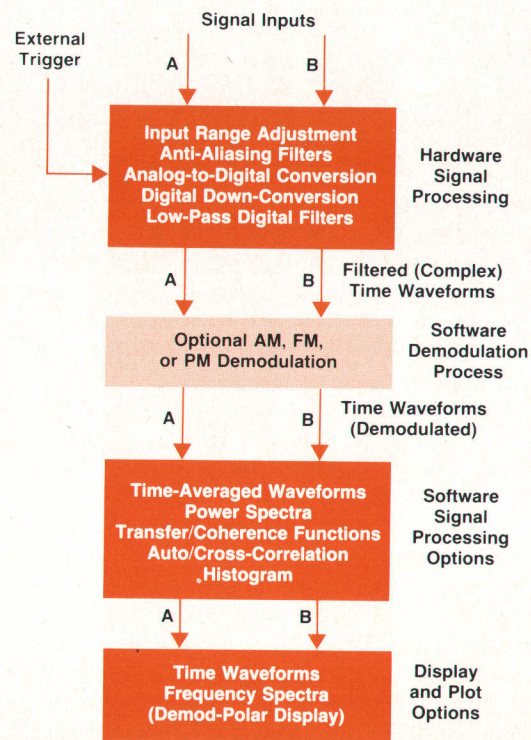 Signal Inputs
External
Trigger
A
B
Input Range Adjustment
Anti-Aliasing Filters
Analog-to-Digital Conversion
Digital Down-Conversion
Low-Pass Digital Filters
Hardware
Signal
Processing
A
B
Filtered (Complex)
Time Waveforms
Optional AM, FM,
or PM Demodulation
Software
Demodulation
Process
A
B
Time Waveforms
(Demodulated)
Time-Averaged Waveforms
Power Spectra
Transfer/Coherence Functions
Auto/Cross-Correlation
Histogram
Software
Signal
Processing
Options
A
B
Time Waveforms
Frequency Spectra
(Demod-Polar Display)
Display
and Plot
Options